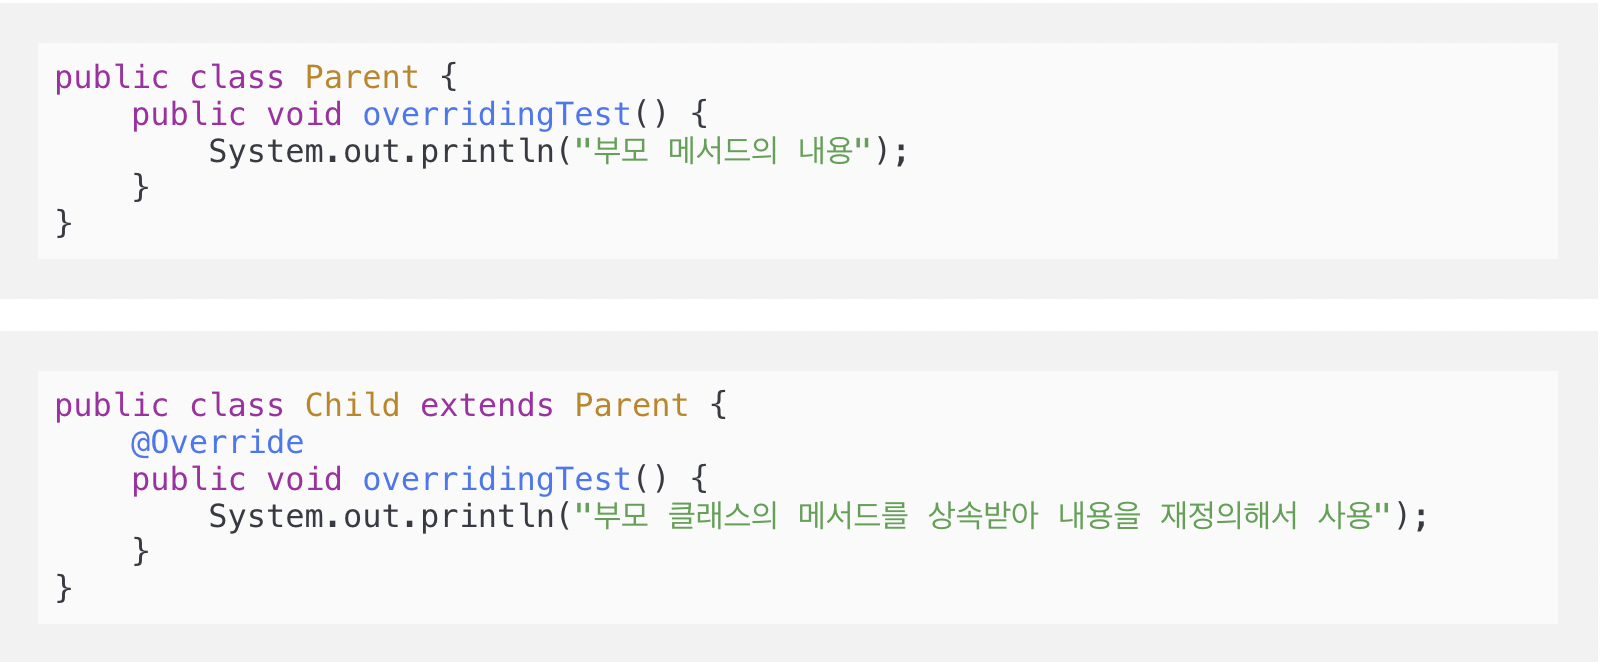 public class Parent {
    public void overridingTest() {
        System.out.println("부모 메서드의 내용");
    }
}
public class Child extends Parent {
    @Override
    public void overridingTest() {
        System.out.println("부모 클래스의 메서드를 상속받아 내용을 재정의해서 사용");
    }
}